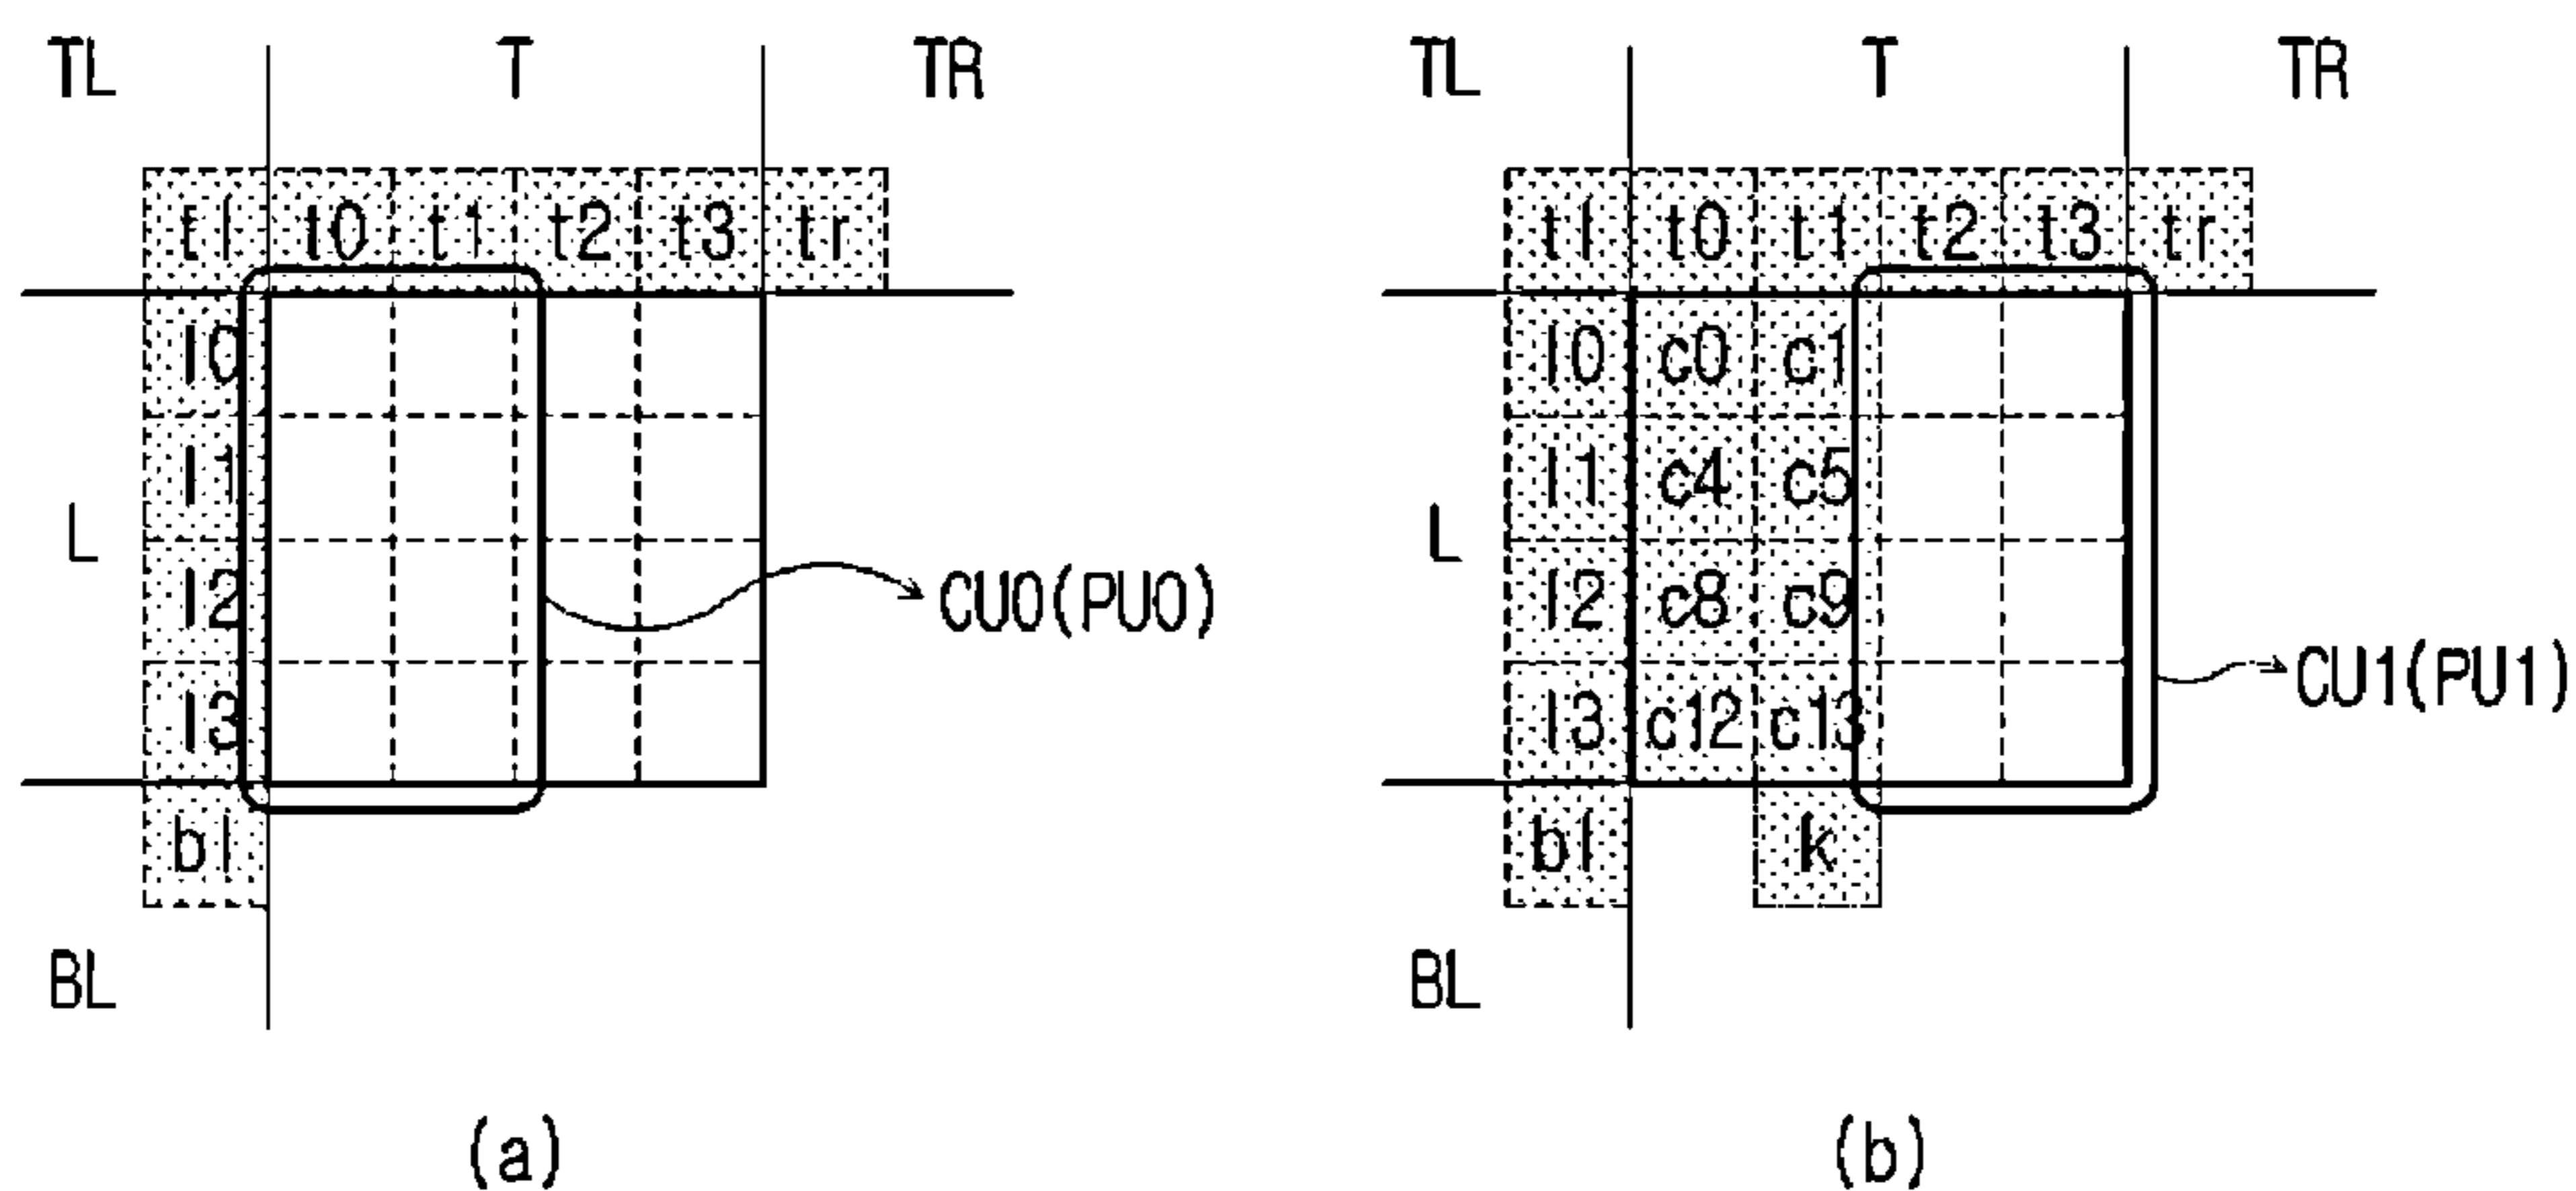 TL T TR TL T TR
tl t0 t1 t2 t3 tr tl t0 t1 t2 t3 tr
l0 l0 c0 c1
l1 l1 c4 c5
L L
l2 CU0(PU0) l2 c8 c9
CU1(PU1)
l3 l3 c12 c13
bl bl k
BL BL
(a) (b)